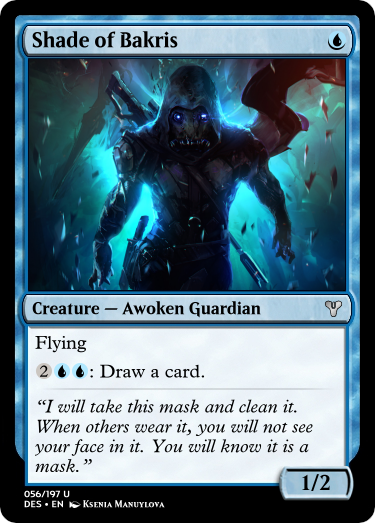 Shade of Bakris
Creature — Awoken Guardian
Flying
2: Draw a card.
“I will take this mask and clean it.
When others wear it, you will not see
your face in it. You will know it is a
mask.”
1/2
056/197 U
DES • EN Ksenia Manuylova